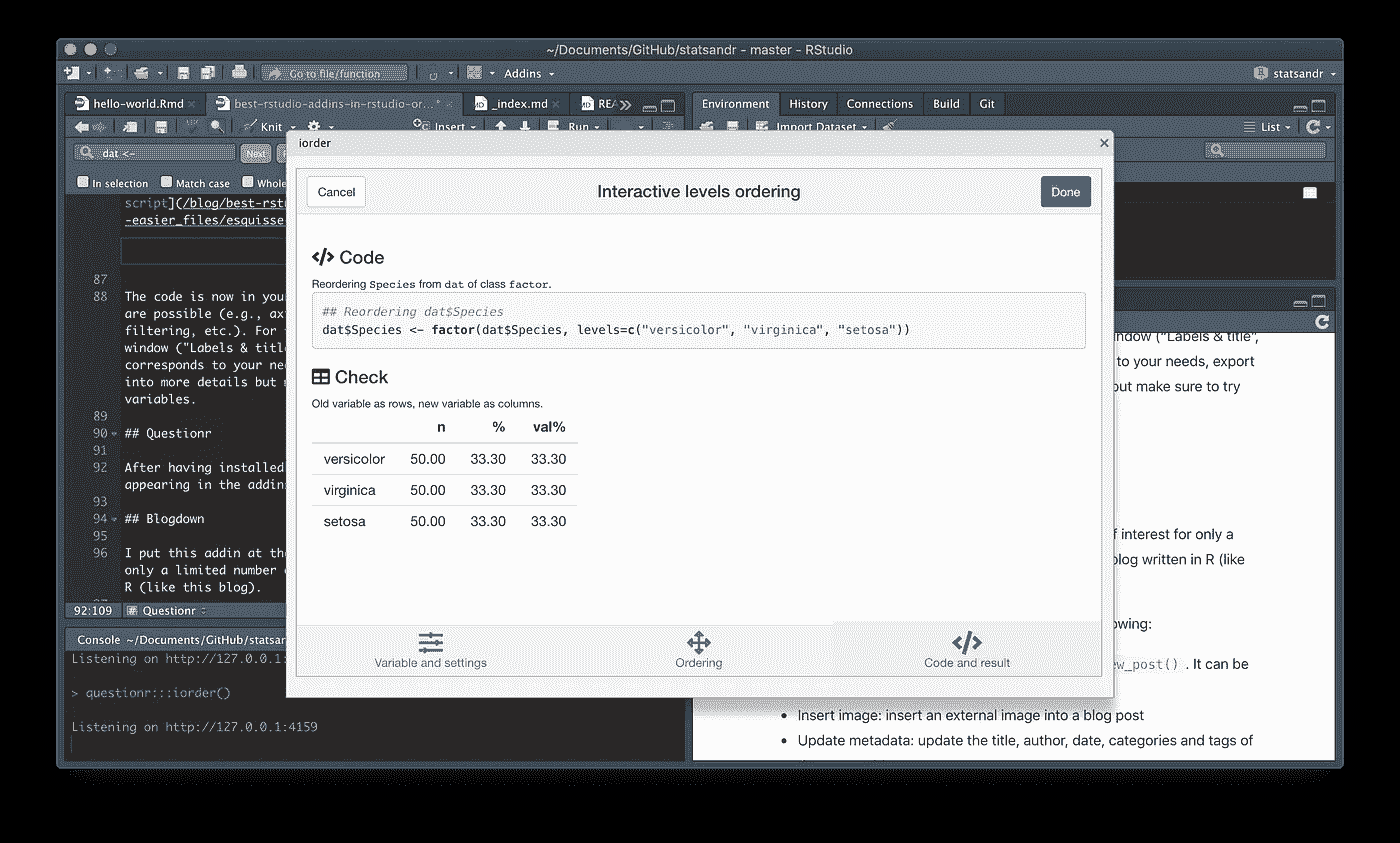 ~/Documents/GitHub/statsandr - master - RStudio
Go to file/function
Addins
statsandr
hello-world.Rmd
best-rstudio-addins-in-rstudio-or...*
_index.md
Knit
Insert
Run
dat <-
Next
In selection
Match case
Whole
script](/blog/best-rst
-easier_files/esquisse
87
88 The code is now in you
are possible (e.g., ax
filtering, etc.). For
window ("Labels & titl
corresponds to your ne
into more details but
variables.
89
90 ## Questionr
91
92 After having installed
appearing in the addin
93
94 ## Blogdown
95
96 I put this addin at th
only a limited number
R (like this blog).
92:109
# Questionr
Console ~/Documents/GitHub/statsan
Listening on http://127.0.0.1:
> questionr:::iorder()
Listening on http://127.0.0.1:4159
Environment
History
Connections
Build
Git
Import Dataset
List
iorder
Cancel
Interactive levels ordering
Done
</> Code
Reordering Species from dat of class factor.
## Reordering dat$Species
dat$Species <- factor(dat$Species, levels=c("versicolor", "virginica", "setosa"))
Check
Old variable as rows, new variable as columns.
n % val%
versicolor 50.00 33.30 33.30
virginica 50.00 33.30 33.30
setosa 50.00 33.30 33.30
Variable and settings
Ordering
Code and result
ndow ("Labels & title",
to your needs, export
out make sure to try
f interest for only a
blog written in R (like
owing:
ew_post() . It can be
• Insert image: insert an external image into a blog post
• Update metadata: update the title, author, date, categories and tags of